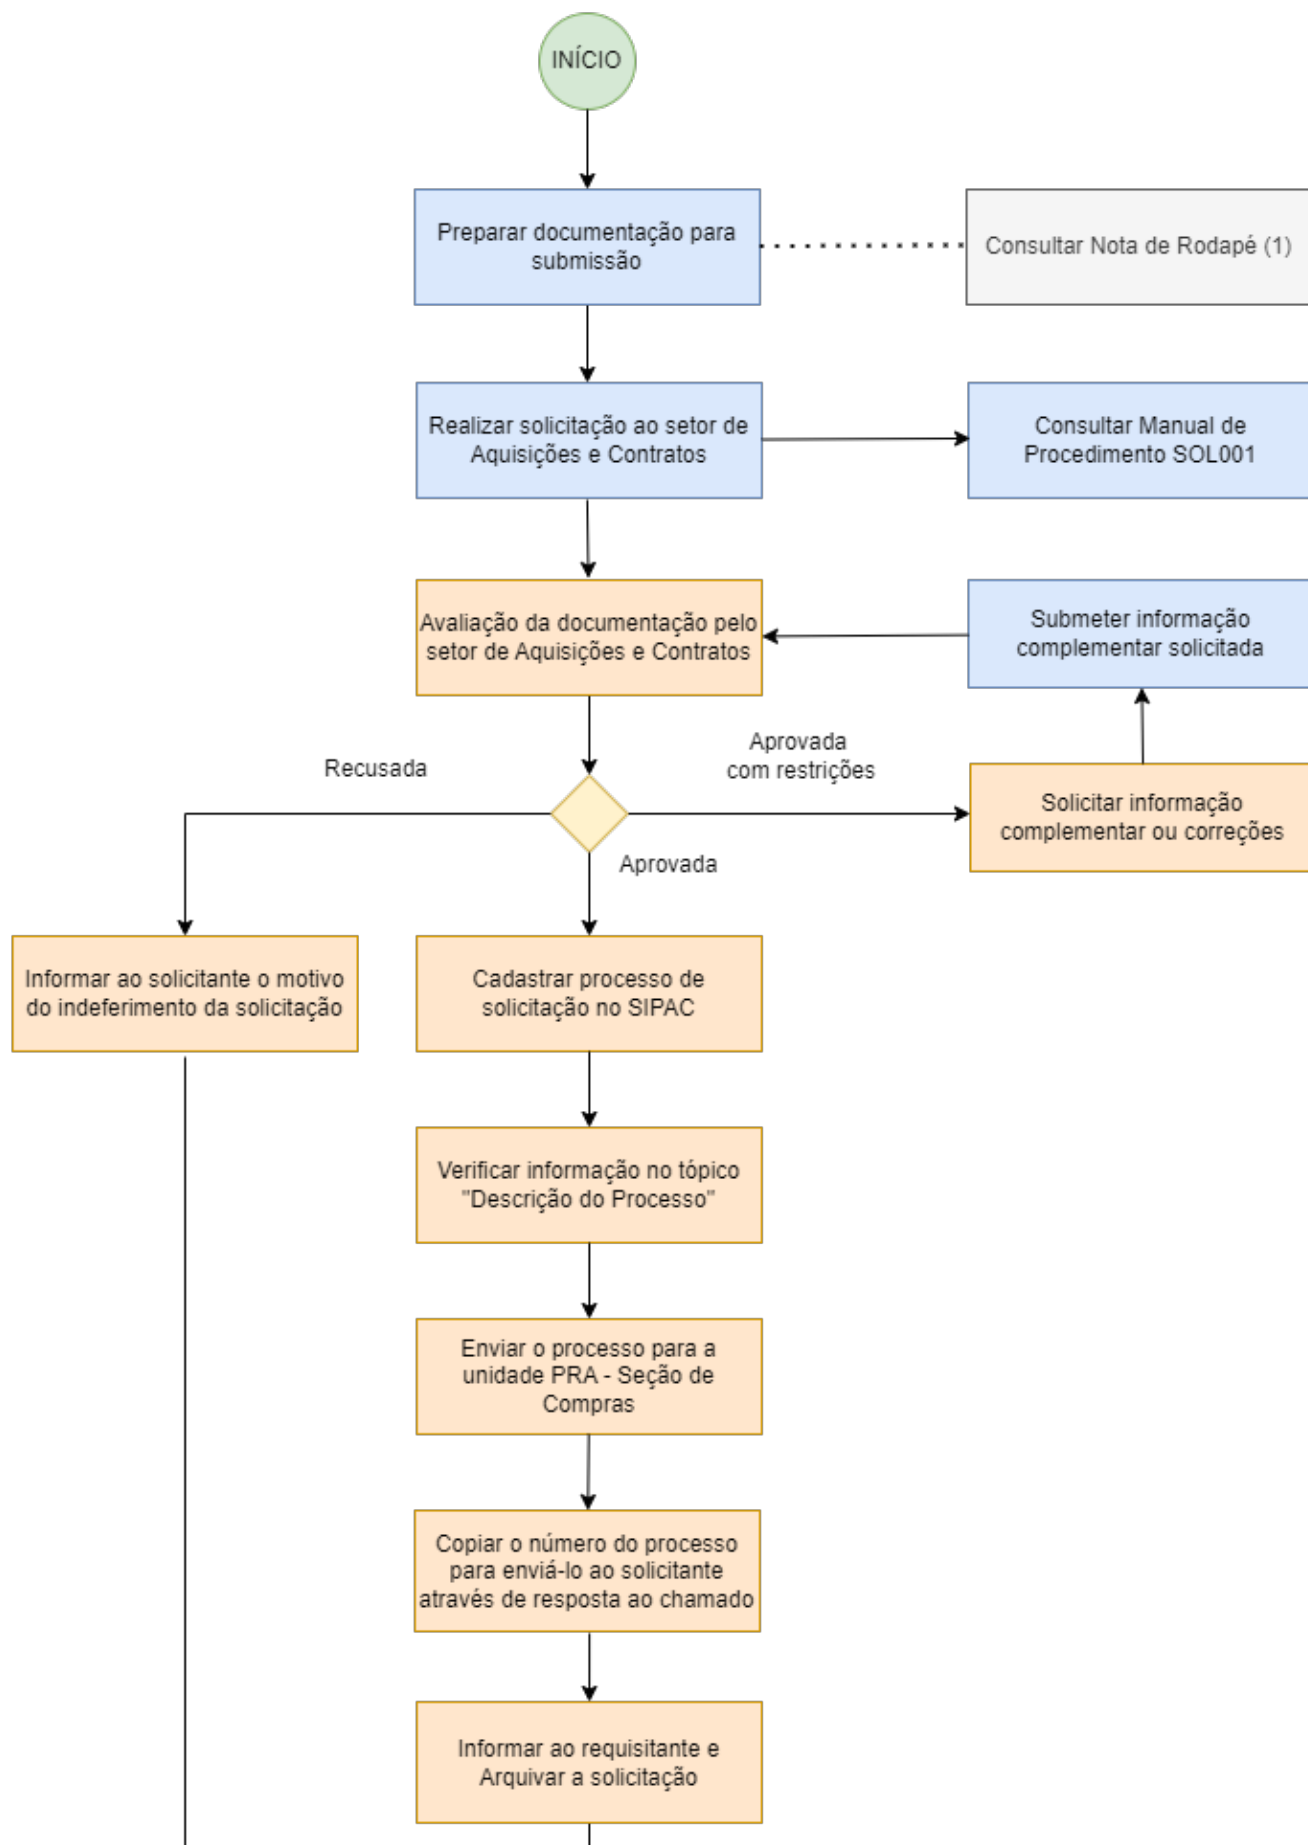 INÍCIO
Preparar documentação para
submissão
Consultar Nota de Rodapé (1)
Realizar solicitação ao setor de
Aquisições e Contratos
Consultar Manual de
Procedimento SOL001
Avaliação da documentação pelo
setor de Aquisições e Contratos
Submeter informação
complementar solicitada
Recusada
Aprovada
com restrições
Solicitar informação
complementar ou correções
Aprovada
Informar ao solicitante o motivo
do indeferimento da solicitação
Cadastrar processo de
solicitação no SIPAC
Verificar informação no tópico
"Descrição do Processo"
Enviar o processo para a
unidade PRA - Seção de
Compras
Copiar o número do processo
para enviá-lo ao solicitante
através de resposta ao chamado
Informar ao requisitante e
Arquivar a solicitação